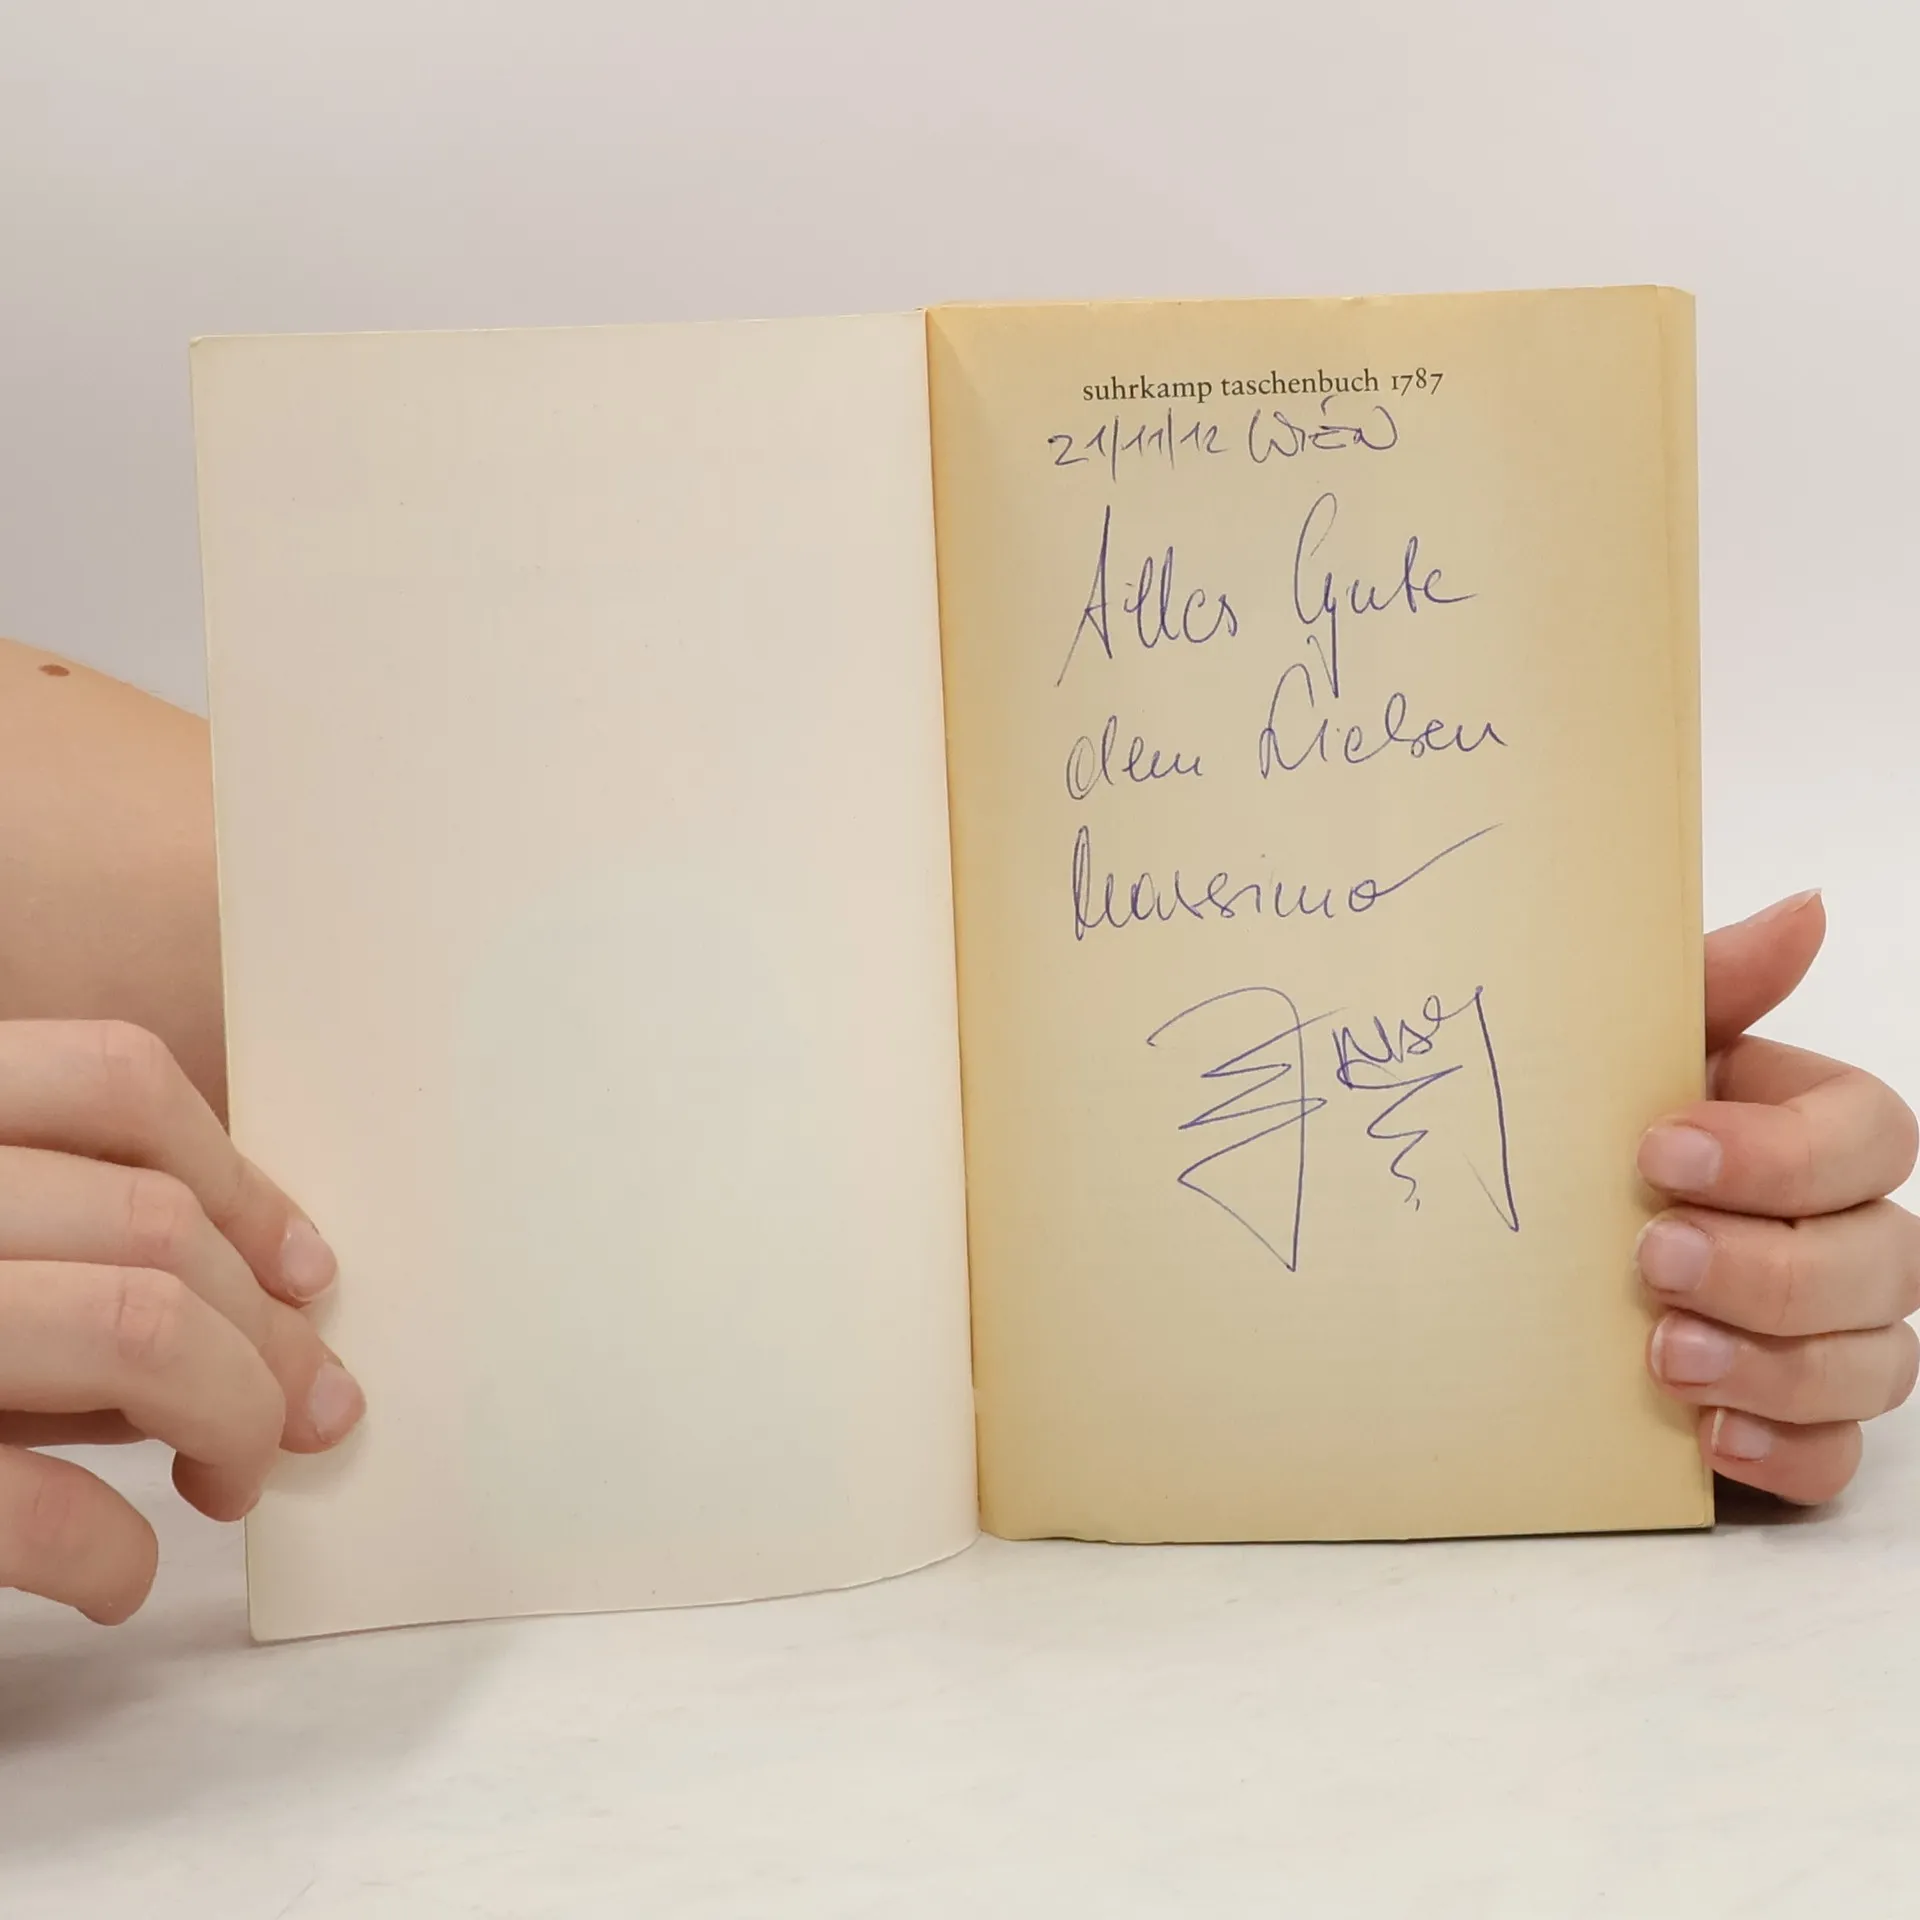 suhrkamp taschenbuch 1787
21/11/12 WIEN
Alles Gute
dem Lieben
Massimo